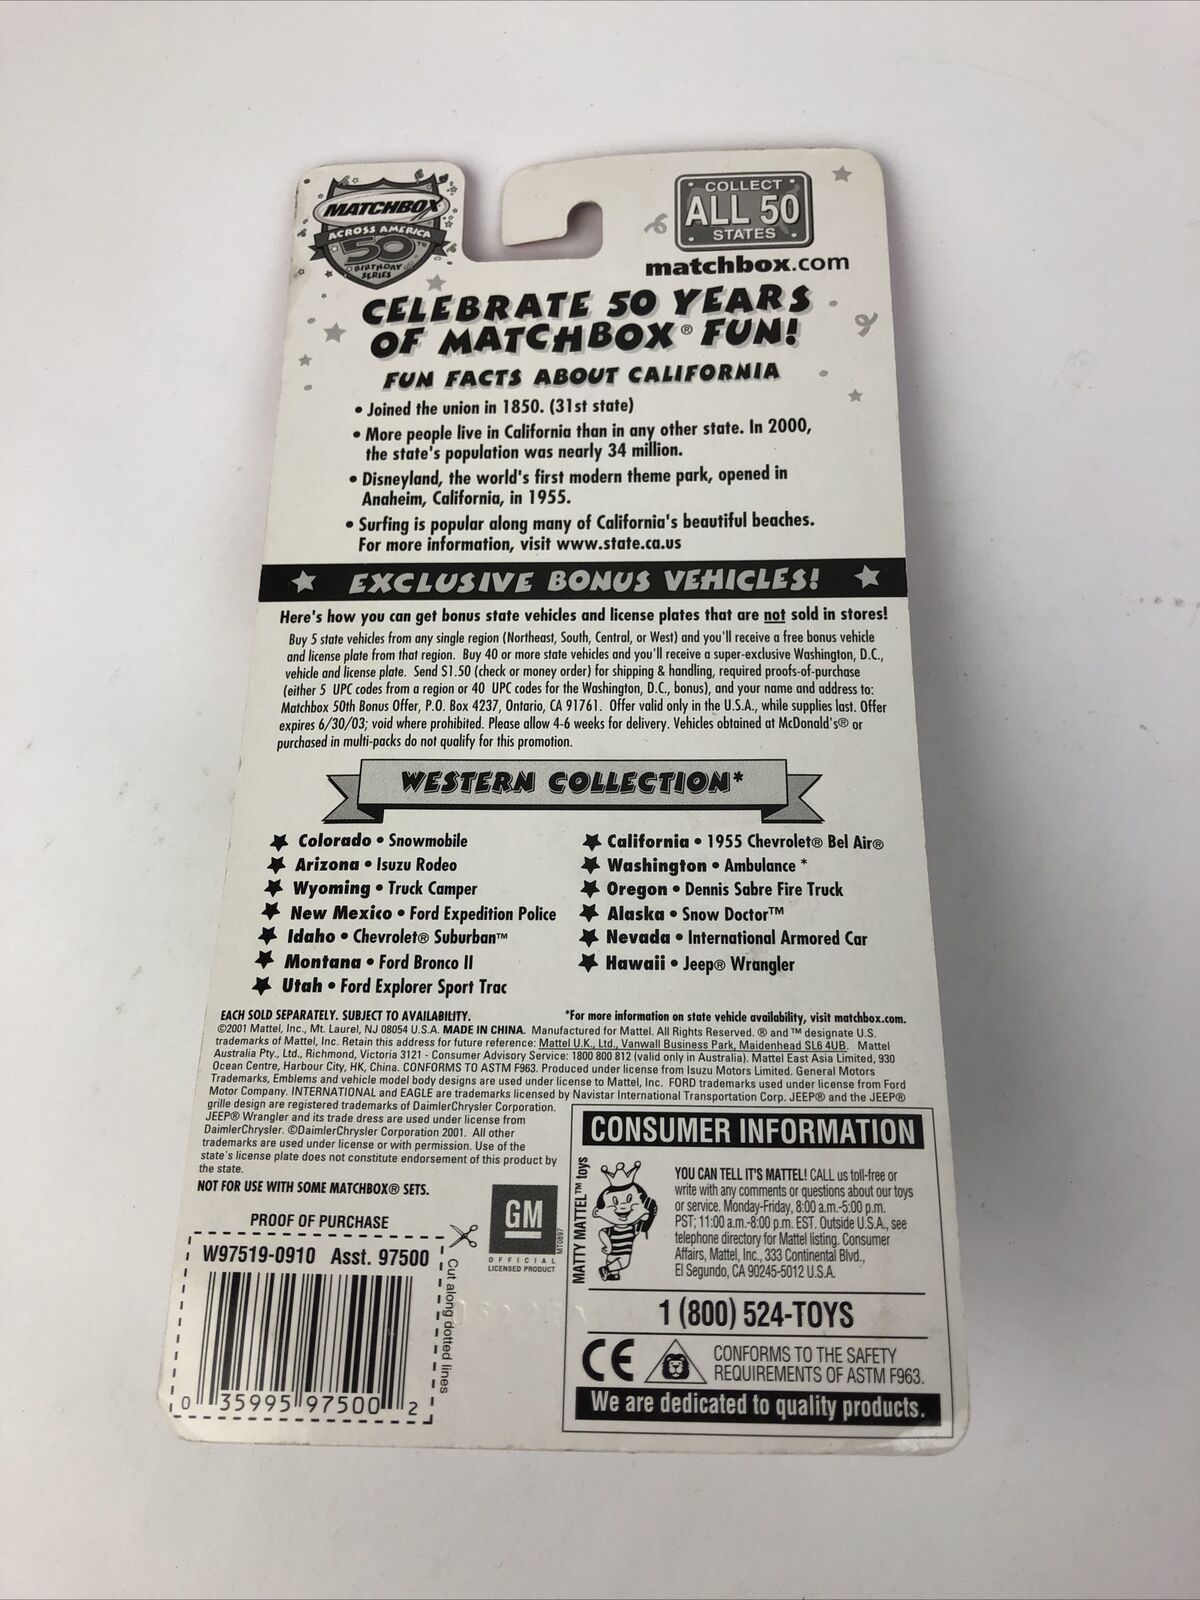 MATCHBOX
ACROSS AMERICA
50™
BIRTHDAY
SERIES
COLLECT
ALL 50
STATES
matchbox.com
CELEBRATE 50 YEARS
OF MATCHBOX® FUN!
FUN FACTS ABOUT CALIFORNIA
• Joined the union in 1850. (31st state)
• More people live in California than in any other state. In 2000,
the state's population was nearly 34 million.
• Disneyland, the world's first modern theme park, opened in
Anaheim, California, in 1955.
• Surfing is popular along many of California's beautiful beaches.
For more information, visit www.state.ca.us
EXCLUSIVE BONUS VEHICLES!
Here's how you can get bonus state vehicles and license plates that are not sold in stores!
Buy 5 state vehicles from any single region (Northeast, South, Central, or West) and you'll receive a free bonus vehicle
and license plate from that region. Buy 40 or more state vehicles and you'll receive a super-exclusive Washington, D.C.,
vehicle and license plate. Send $1.50 (check or money order) for shipping & handling, required proofs-of-purchase
(either 5 UPC codes from a region or 40 UPC codes for the Washington, D.C., bonus), and your name and address to:
Matchbox 50th Bonus Offer, P.O. Box 4237, Ontario, CA 91761. Offer valid only in the U.S.A., while supplies last. Offer
expires 6/30/03; void where prohibited. Please allow 4-6 weeks for delivery. Vehicles obtained at McDonald's® or
purchased in multi-packs do not qualify for this promotion.
WESTERN COLLECTION*
Colorado • Snowmobile
Arizona • Isuzu Rodeo
Wyoming • Truck Camper
New Mexico • Ford Expedition Police
Idaho • Chevrolet® Suburban™
Montana • Ford Bronco II
Utah • Ford Explorer Sport Trac
California • 1955 Chevrolet® Bel Air®
Washington • Ambulance *
Oregon • Dennis Sabre Fire Truck
Alaska • Snow Doctor™
Nevada • International Armored Car
Hawaii • Jeep® Wrangler
EACH SOLD SEPARATELY. SUBJECT TO AVAILABILITY.
*For more information on state vehicle availability, visit matchbox.com.
©2001 Mattel, Inc., Mt. Laurel, NJ 08054 U.S.A. MADE IN CHINA. Manufactured for Mattel. All Rights Reserved. ® and ™ designate U.S.
trademarks of Mattel, Inc. Retain this address for future reference: Mattel U.K., Ltd., Vanwall Business Park, Maidenhead SL6 4UB. Mattel
Australia Pty., Ltd., Richmond, Victoria 3121 - Consumer Advisory Service: 1800 800 812 (valid only in Australia). Mattel East Asia Limited, 930
Ocean Centre, Harbour City, HK, China. CONFORMS TO ASTM F963. Produced under license from Isuzu Motors Limited. General Motors
Trademarks, Emblems and vehicle model body designs are used under license to Mattel, Inc. FORD trademarks used under license from Ford
Motor Company. INTERNATIONAL and EAGLE are trademarks licensed by Navistar International Transportation Corp. JEEP® and the JEEP®
grille design are registered trademarks of DaimlerChrysler Corporation.
JEEP® Wrangler and its trade dress are used under license from
DaimlerChrysler. ©DaimlerChrysler Corporation 2001. All other
trademarks are used under license or with permission. Use of the
state's license plate does not constitute endorsement of this product by
the state.
NOT FOR USE WITH SOME MATCHBOX® SETS.
PROOF OF PURCHASE
W97519-0910 Asst. 97500
0 35995 97500 2
Cut along dotted lines
GM
MT0897
OFFICIAL
LICENSED PRODUCT
CONSUMER INFORMATION
MATTY MATTEL™ toys
YOU CAN TELL IT'S MATTEL! CALL us toll-free or
write with any comments or questions about our toys
or service. Monday-Friday, 8:00 a.m.-5:00 p.m.
PST; 11:00 a.m.-8:00 p.m. EST. Outside U.S.A., see
telephone directory for Mattel listing. Consumer
Affairs, Mattel, Inc., 333 Continental Blvd.,
El Segundo, CA 90245-5012 U.S.A.
1 (800) 524-TOYS
CE
CONFORMS TO THE SAFETY
REQUIREMENTS OF ASTM F963.
We are dedicated to quality products.